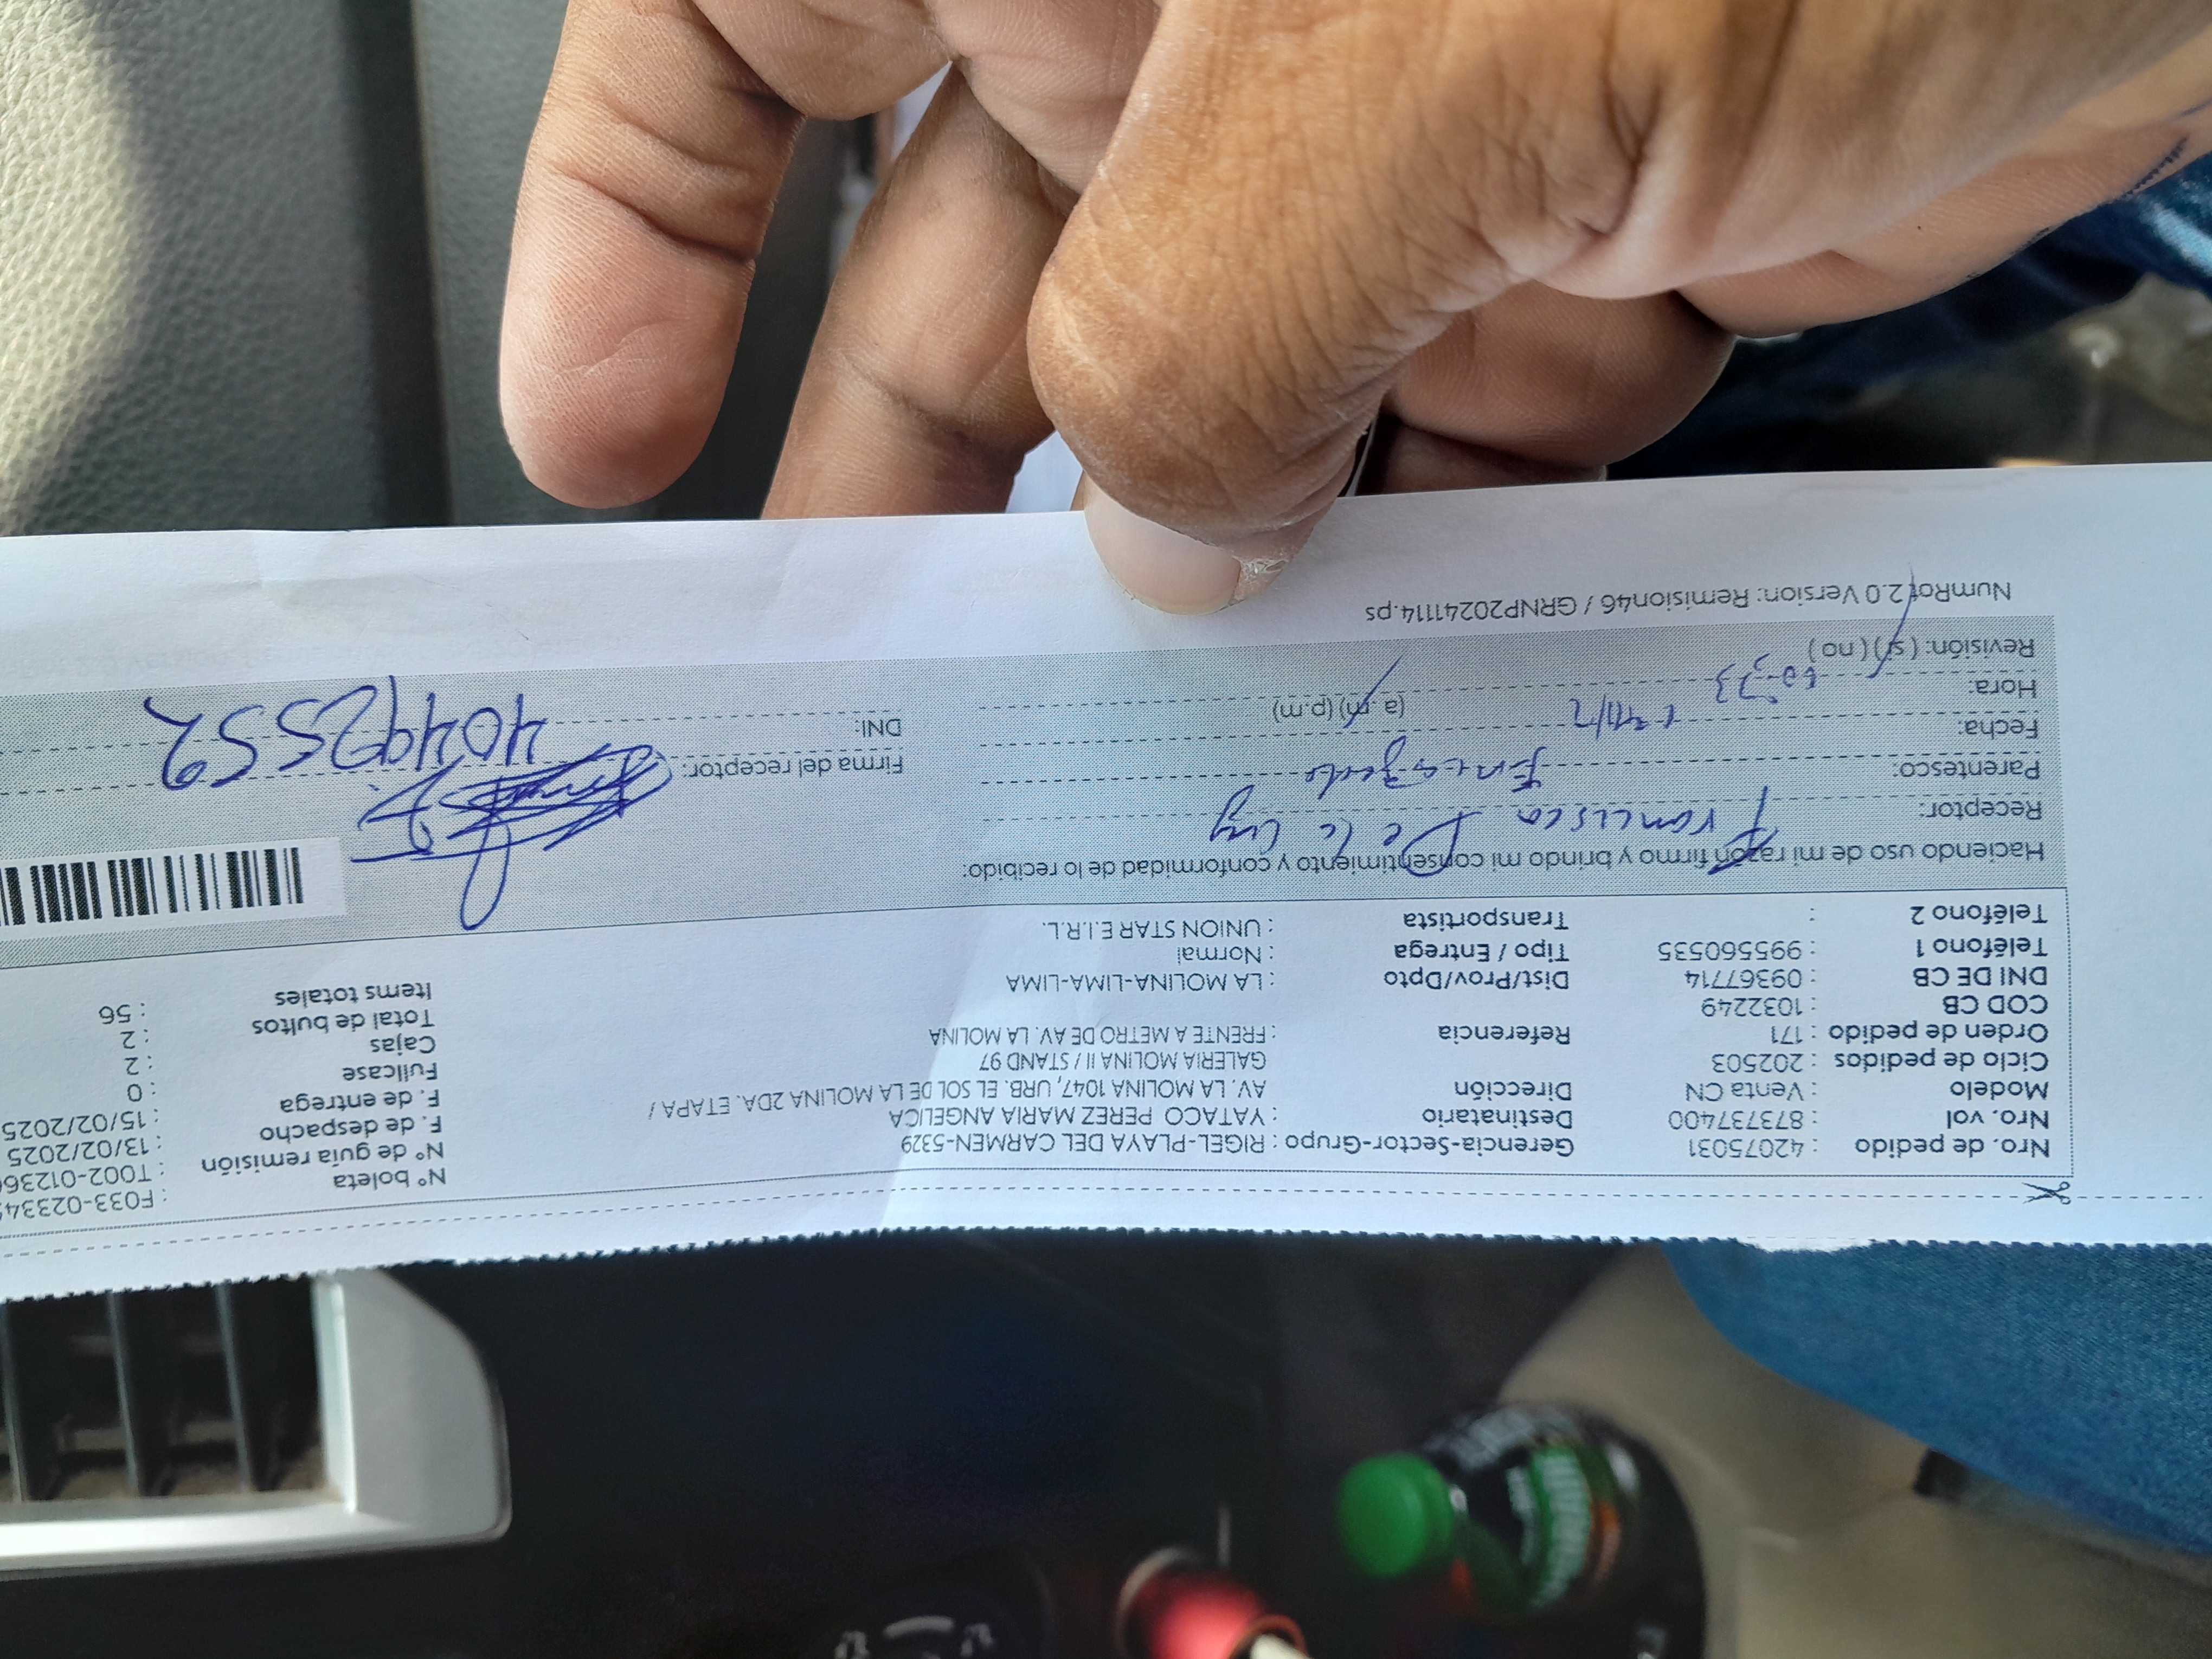 Nro. de pedido : 42075031 Gerencia-Sector-Grupo : RIGEL-PLAYA DEL CARMEN-5329 N° boleta : F033-02334
Nro. vol : 873737400 Destinatario : YATACO PEREZ MARIA ANGELICA N° de guía remisión : T002-01236
Modelo : Venta CN Dirección AV. LA MOLINA 1047, URB. EL SOL DE LA MOLINA 2DA. ETAPA / F. de despacho : 13/02/2025
Ciclo de pedidos : 202503 GALERIA MOLINA II / STAND 97 F. de entrega : 15/02/2025
Orden de pedido : 171 Referencia : FRENTE A METRO DE AV. LA MOLINA Fullcase : 0
COD CB : 1032249 Cajas : 2
DNI DE CB : 09367714 Dist/Prov/Dpto : LA MOLINA-LIMA-LIMA Total de bultos : 2
Teléfono 1 : 995560535 Tipo / Entrega : Normal Items totales : 56
Teléfono 2 : Transportista : UNION STAR E.I.R.L.
Haciendo uso de mi razón firmo y brindo mi consentimiento y conformidad de lo recibido:
Receptor: Francisco De la Cruz
Parentesco: Encargado Firma del receptor:
Fecha: DNI: 40492552
Hora: (a.m) (p.m)
Revisión: (si) (no)
NumRot 2.0 Version: Remision46 / GRNP20241114.ps